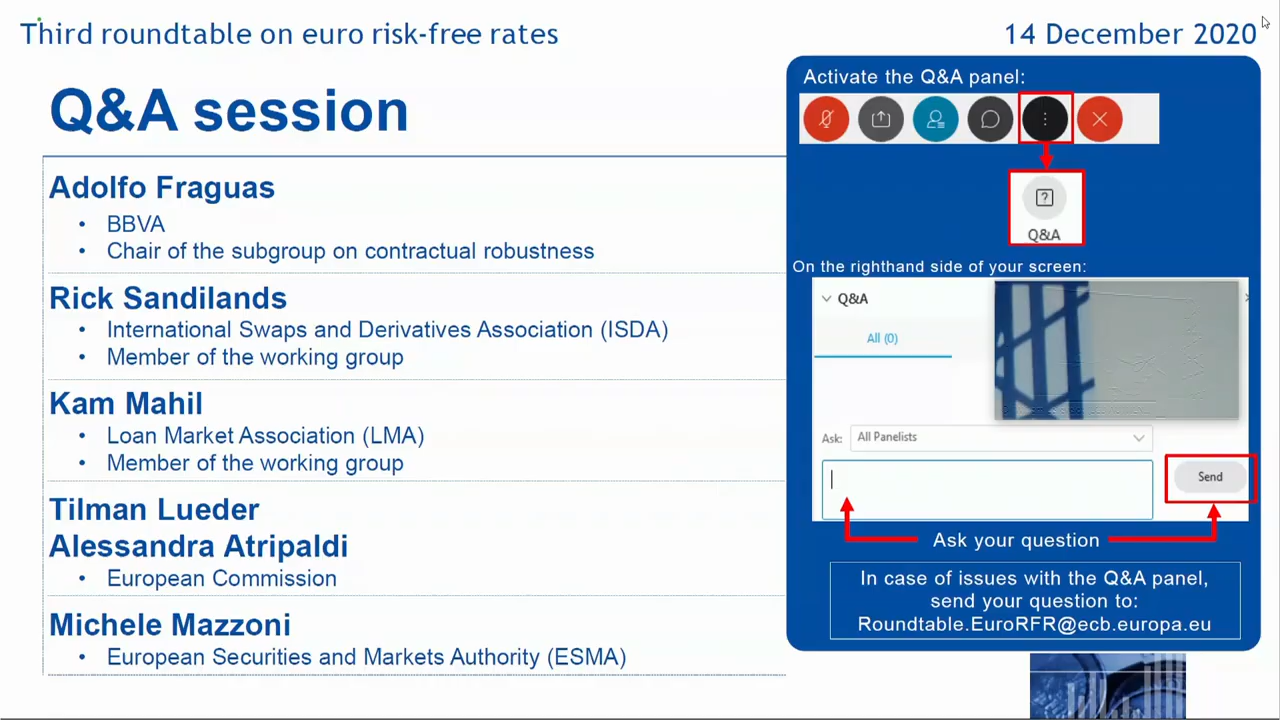 Third roundtable on euro risk-free rates
14 December 2020
Q&A session
Adolfo Fraguas
• BBVA
• Chair of the subgroup on contractual robustness
Rick Sandilands
• International Swaps and Derivatives Association (ISDA)
• Member of the working group
Kam Mahil
• Loan Market Association (LMA)
• Member of the working group
Tilman Lueder
Alessandra Atripaldi
• European Commission
Michele Mazzoni
• European Securities and Markets Authority (ESMA)
Activate the Q&A panel:
Q&A
On the righthand side of your screen:
Q&A
All (0)
Ask:
All Panelists
Send
Ask your question
In case of issues with the Q&A panel,
send your question to:
Roundtable.EuroRFR@ecb.europa.eu